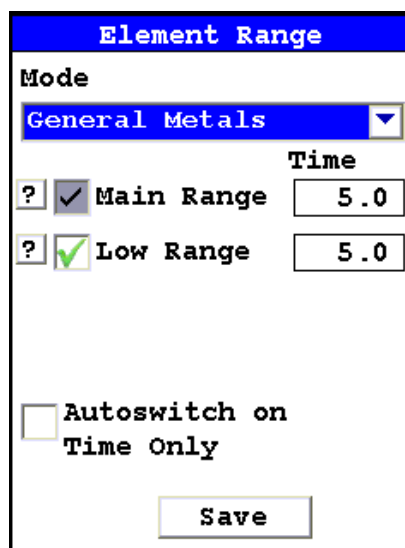 Element Range
Mode
General Metals
Time
? Main Range 5.0
? Low Range 5.0
Autoswitch on
Time Only
Save